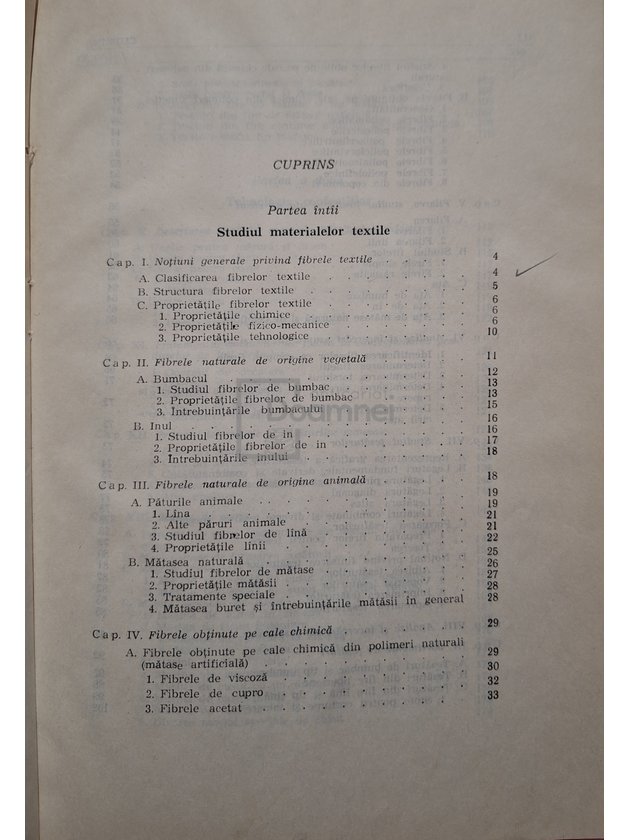 CUPRINS
Partea întîi
Studiul materialelor textile
Cap. I. Noțiuni generale privind fibrele textile . . . . . 4
A. Clasificarea fibrelor textile . . . . . . . 4
B. Structura fibrelor textile . . . . . . . . 5
C. Proprietățile fibrelor textile . . . . . . . 6
1. Proprietățile chimice . . . . . . . . 6
2. Proprietățile fizico-mecanice . . . . . . 6
3. Proprietățile tehnologice . . . . . . . 10
Cap. II. Fibrele naturale de origine vegetală . . . . . 11
A. Bumbacul . . . . . . . . . . . 12
1. Studiul fibrelor de bumbac . . . . . . 13
2. Proprietățile fibrelor de bumbac . . . . . 13
3. Intrebuințările bumbacului . . . . . . 15
B. Inul . . . . . . . . . . . . 16
1. Studiul fibrelor de in . . . . . . . . 16
2. Proprietățile fibrelor de in . . . . . . 17
3. Intrebuințările inului . . . . . . . . 18
Cap. III. Fibrele naturale de origine animală . . . . . 18
A. Păturile animale . . . . . . . . . 19
1. Lîna . . . . . . . . . . . 19
2. Alte păruri animale . . . . . . . . 21
3. Studiul fibrelor de lînă . . . . . . . 21
4. Proprietățile lînii . . . . . . . . . 22
B. Mătasea naturală . . . . . . . . . 25
1. Studiul fibrelor de mătase . . . . . . . 26
2. Proprietățile mătăsii . . . . . . . . 27
3. Tratamente speciale . . . . . . . . 28
4. Mătasea buret și întrebuințările mătăsii în general 28
Cap. IV. Fibrele obținute pe cale chimică . . . . . . 29
A. Fibrele obținute pe cale chimică din polimeri naturali
(mătase artificială) . . . . . . . . . 29
1. Fibrele de viscoză . . . . . . . . 30
2. Fibrele de cupro . . . . . . . . . 32
3. Fibrele acetat . . . . . . . . . . 33